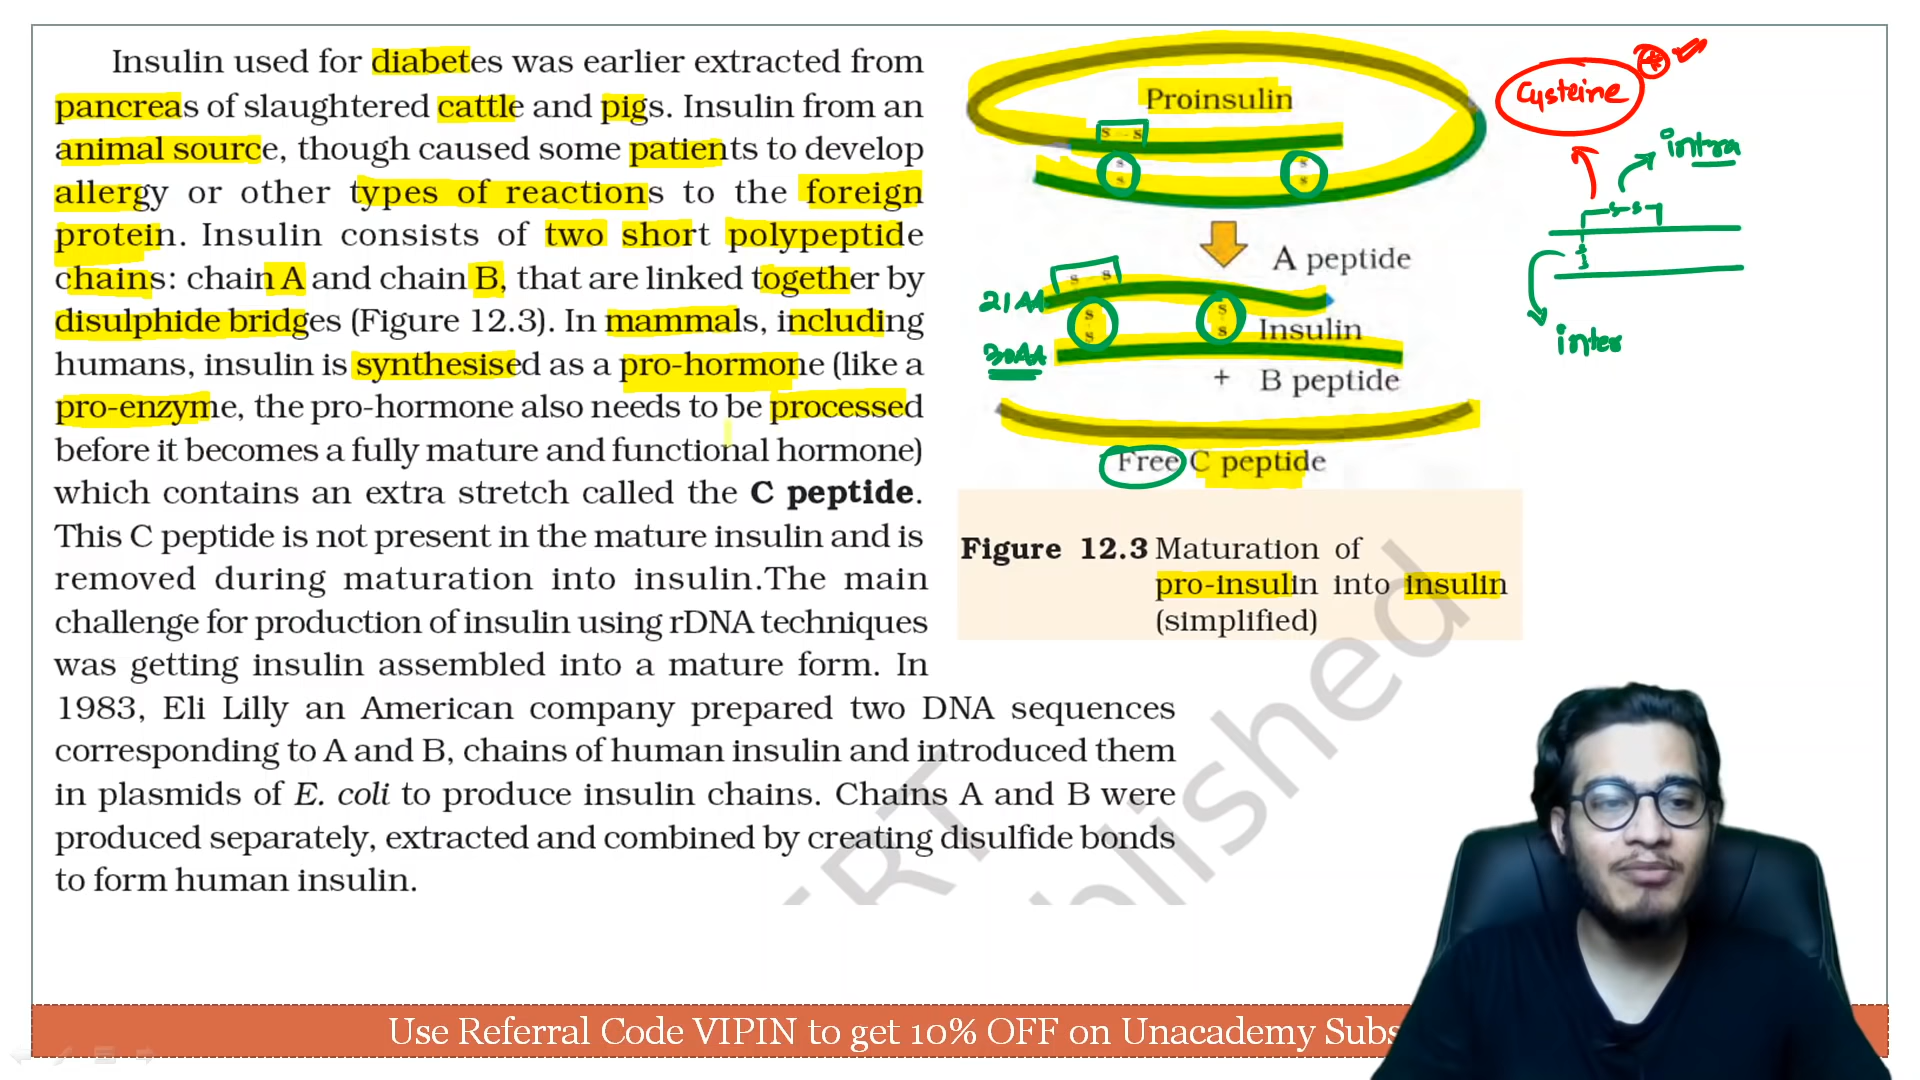 Insulin used for diabetes was earlier extracted from
pancreas of slaughtered cattle and pigs. Insulin from an
animal source, though caused some patients to develop
allergy or other types of reactions to the foreign
protein. Insulin consists of two short polypeptide
chains: chain A and chain B, that are linked together by
disulphide bridges (Figure 12.3). In mammals, including
humans, insulin is synthesised as a pro-hormone (like a
pro-enzyme, the pro-hormone also needs to be processed
before it becomes a fully mature and functional hormone)
which contains an extra stretch called the C peptide.
This C peptide is not present in the mature insulin and is
removed during maturation into insulin.The main
challenge for production of insulin using rDNA techniques
was getting insulin assembled into a mature form. In
1983, Eli Lilly an American company prepared two DNA sequences
corresponding to A and B, chains of human insulin and introduced them
in plasmids of E. coli to produce insulin chains. Chains A and B were
produced separately, extracted and combined by creating disulfide bonds
to form human insulin.
Proinsulin
s s
s
s
s
s
A peptide
s s
21AA
s
s
s
s
Insulin
30AA
+ B peptide
Free C peptide
Figure 12.3 Maturation of
pro-insulin into insulin
(simplified)
Cysteine
intra
s-s
s
s
inter
Use Referral Code VIPIN to get 10% OFF on Unacademy Subs